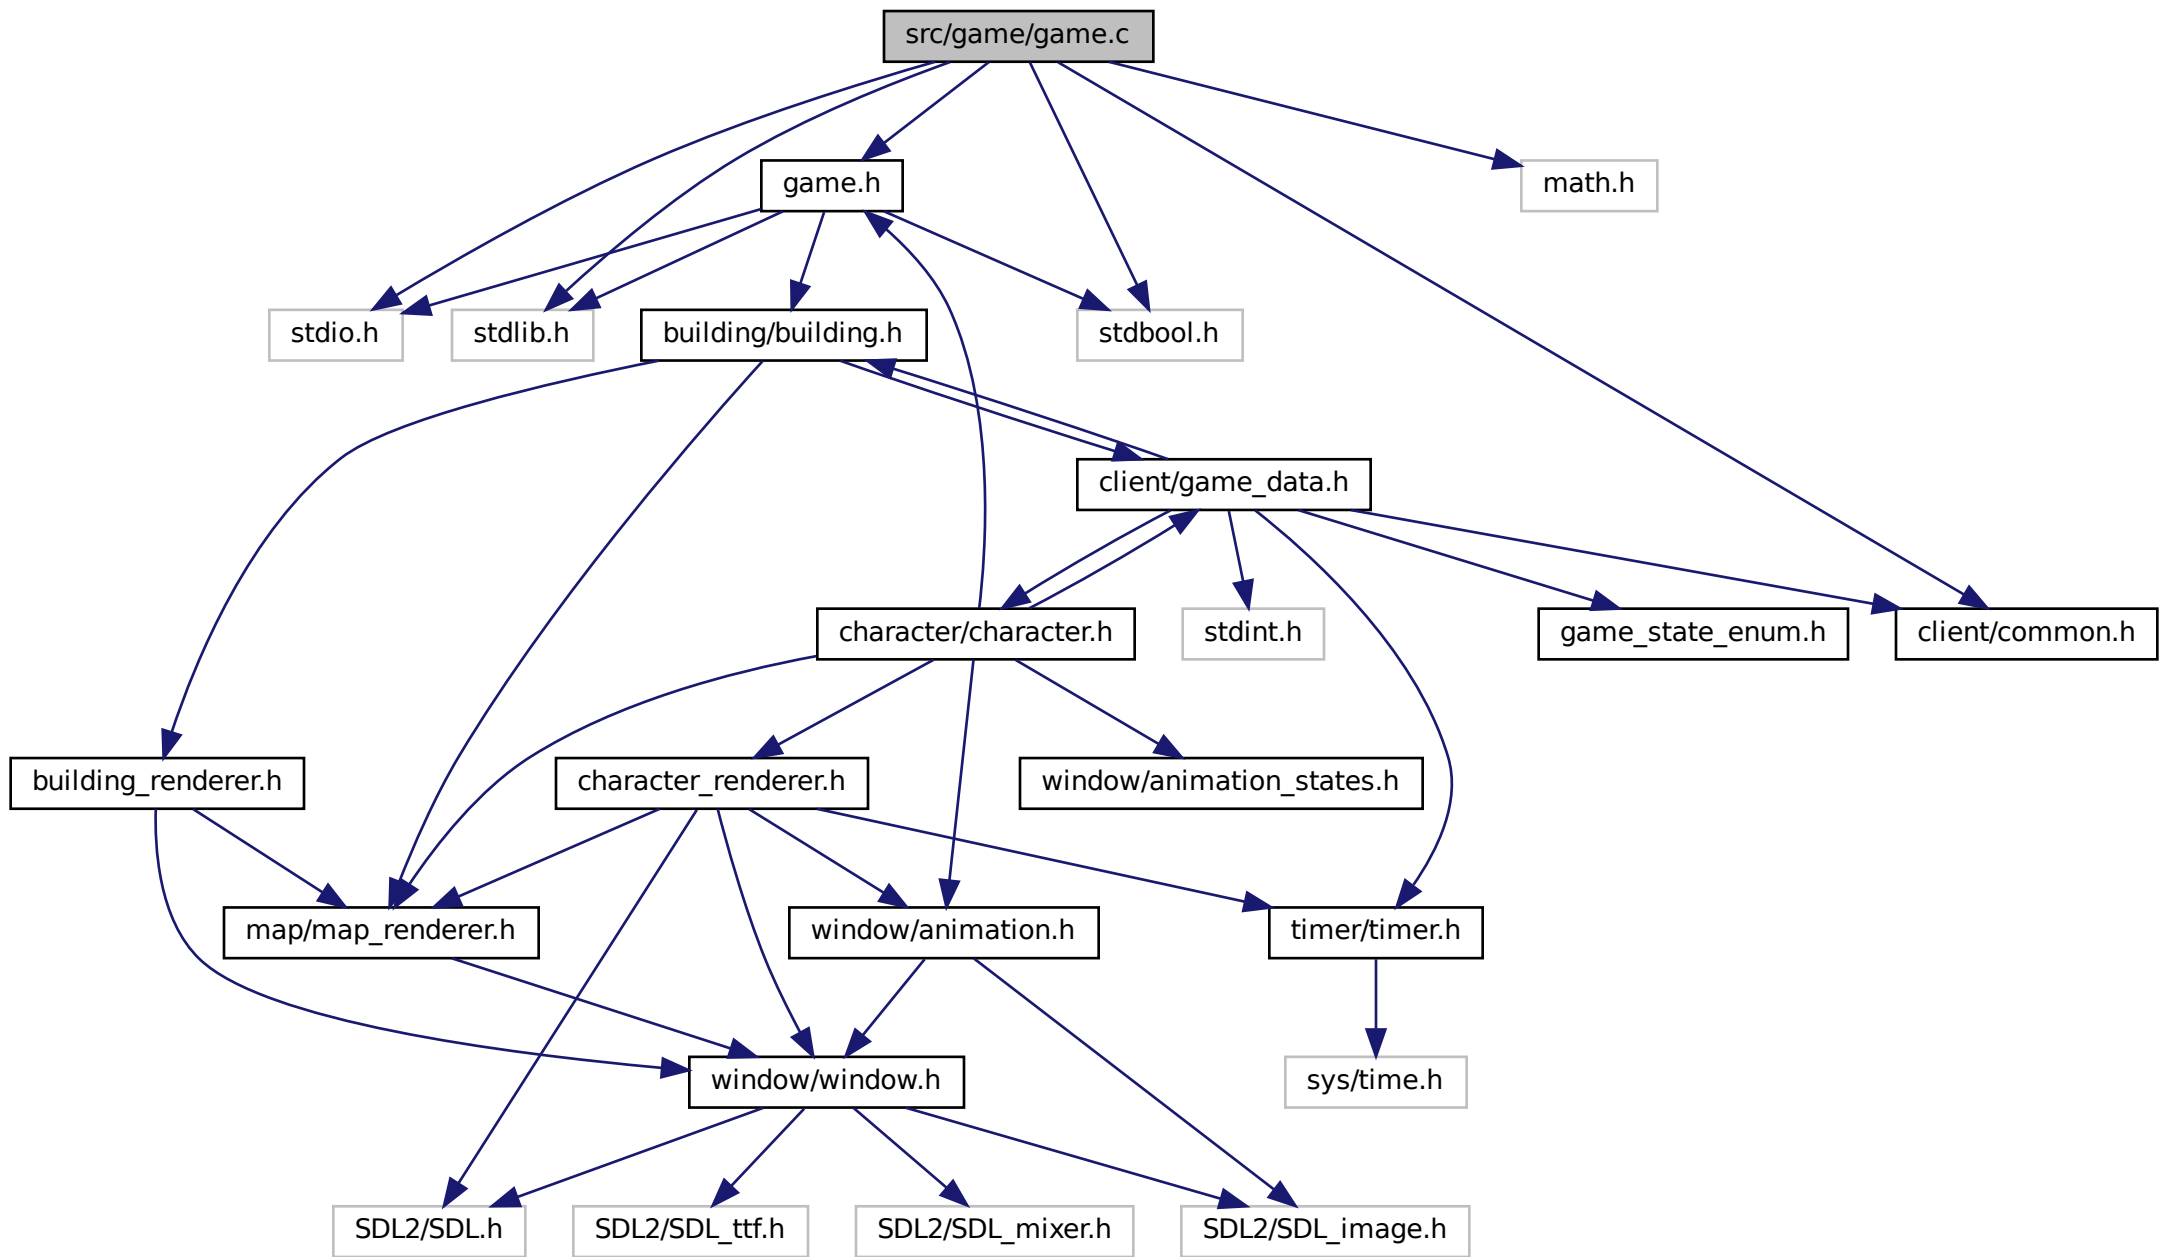 src/game/game.c
game.h
math.h
stdio.h
stdlib.h
building/building.h
stdbool.h
client/game_data.h
character/character.h
stdint.h
game_state_enum.h
client/common.h
building_renderer.h
character_renderer.h
window/animation_states.h
map/map_renderer.h
window/animation.h
timer/timer.h
window/window.h
sys/time.h
SDL2/SDL.h
SDL2/SDL_ttf.h
SDL2/SDL_mixer.h
SDL2/SDL_image.h